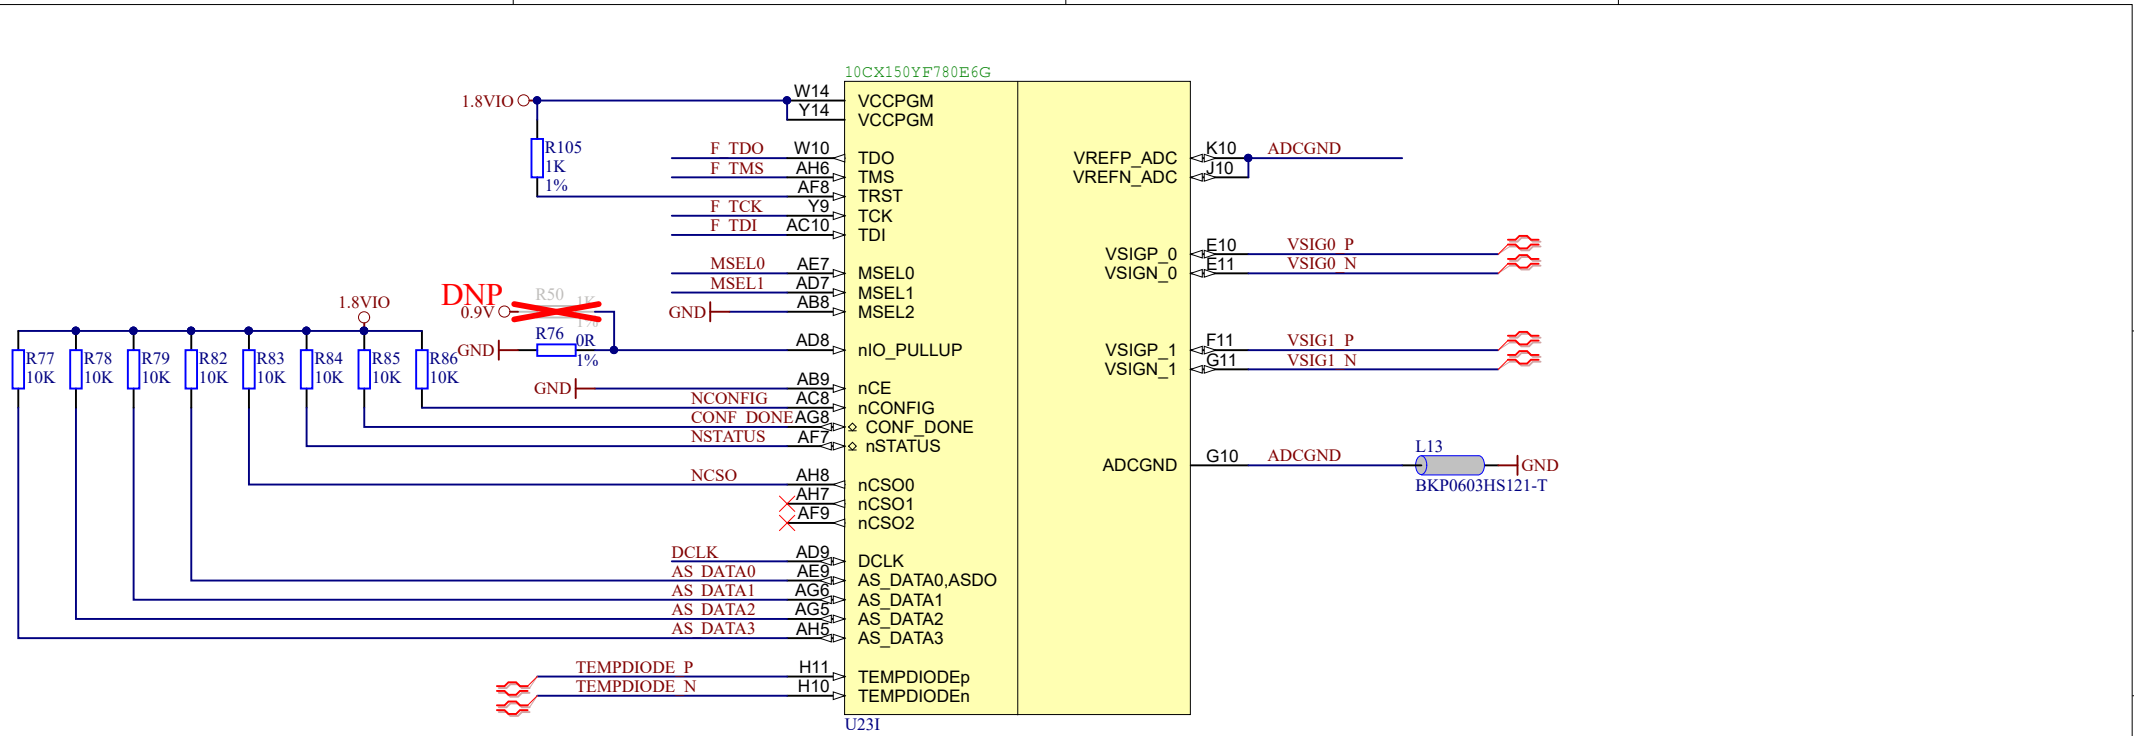 10CX150YF780E6G
1.8VIO
W14
VCCPGM
Y14
VCCPGM
R105
1K
1%
F_TDO W10 TDO
F_TMS AH6 TMS
AF8 TRST
F_TCK Y9 TCK
F_TDI AC10 TDI
MSEL0 AE7 MSEL0
MSEL1 AD7 MSEL1
GND AB8 MSEL2
DNP
0.9V
R50
1K
1%
R76
0R
1%
GND
AD8 nIO_PULLUP
1.8VIO
R77
10K
R78
10K
R79
10K
R82
10K
R83
10K
R84
10K
R85
10K
R86
10K
GND AB9 nCE
NCONFIG AC8 nCONFIG
CONF_DONE AG8 CONF_DONE
NSTATUS AF7 nSTATUS
NCSO AH8 nCSO0
AH7 nCSO1
AF9 nCSO2
DCLK AD9 DCLK
AS_DATA0 AE9 AS_DATA0,ASDO
AS_DATA1 AG6 AS_DATA1
AS_DATA2 AG5 AS_DATA2
AS_DATA3 AH5 AS_DATA3
TEMPDIODE_P H11 TEMPDIODEp
TEMPDIODE_N H10 TEMPDIODEn
U23I
VREFP_ADC K10 ADCGND
VREFN_ADC J10
VSIGP_0 E10 VSIG0_P
VSIGN_0 E11 VSIG0_N
VSIGP_1 F11 VSIG1_P
VSIGN_1 G11 VSIG1_N
ADCGND G10 ADCGND
L13
GND
BKP0603HS121-T